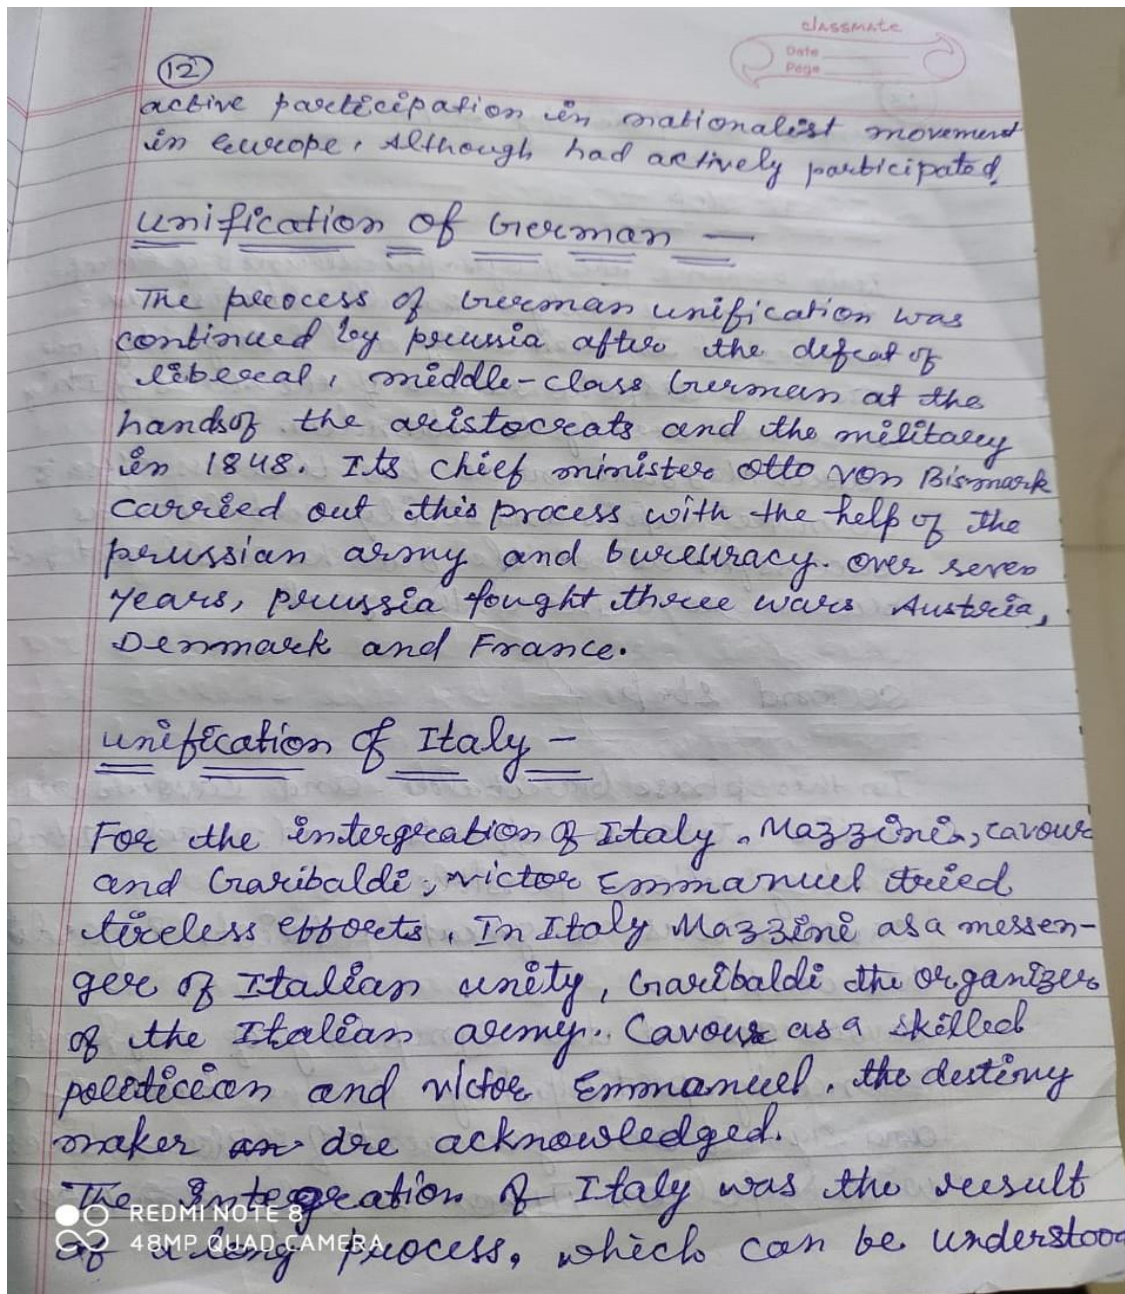 classmate
Date
Page
12
active participation in nationalist movement
in europe, Although had actively participated.
unification of German —
The process of German unification was
continued by prussia after the defeat of
liberal, middle-class German at the
handsof the aristocrats and the military
in 1848. Its chief minister otto von Bismark
carried out this process with the help of the
prussian army and bureuracy. over seven
years, prussia fought three wars Austria,
Denmark and France.
unification of Italy —
For the intergration of Italy, Mazzini, cavour
and Garibaldi, victor Emmanuel tried
tireless efforts. In Italy Mazzini as a messen-
ger of Italian unity, Garibaldi the organizer
of the Italian army. Cavour as a skilled
politician and victor Emmanuel, the destiny
maker are acknowledged.
The Integration of Italy was the result
of a long process, which can be understood
REDMI NOTE 8
48MP QUAD CAMERA